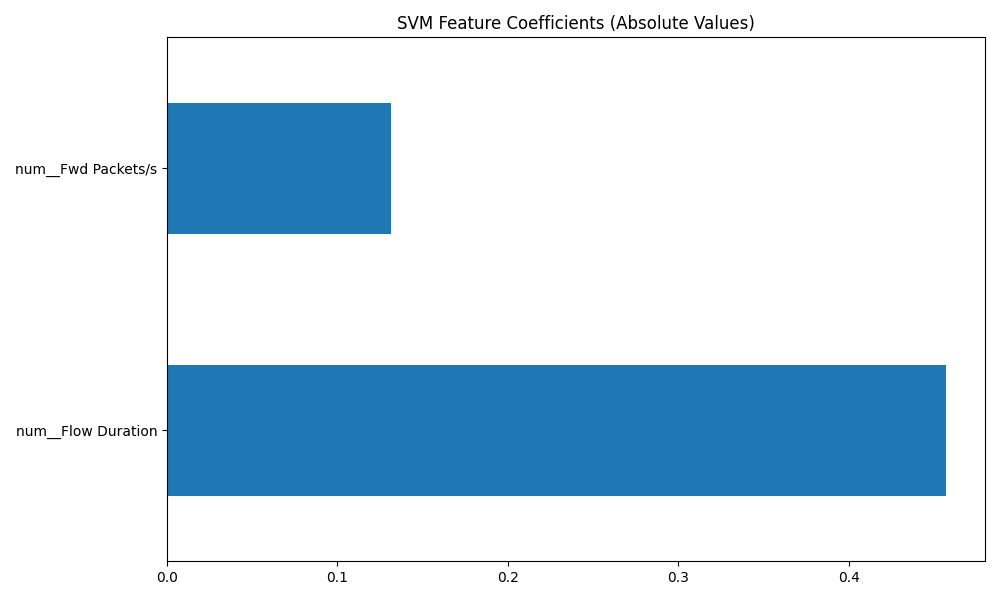 SVM Feature Coefficients (Absolute Values)
num__Fwd Packets/s
num__Flow Duration
0.0 0.1 0.2 0.3 0.4